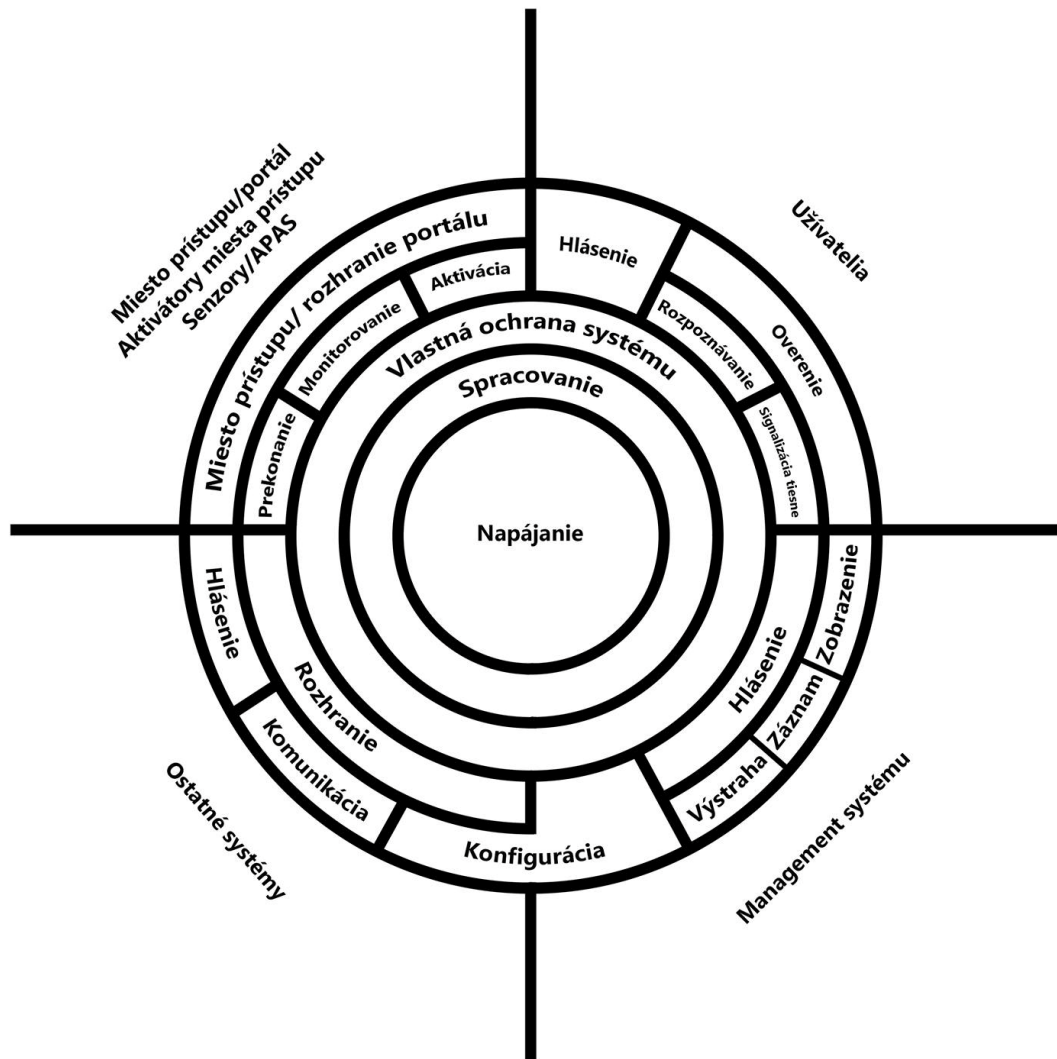 Miesto prístupu/portál
Aktivátory miesta prístupu
Senzory/APAS
Užívatelia
Miesto prístupu/ rozhranie portálu
Hlásenie
Aktivácia
Monitorovanie
Prekonanie
Rozpoznávanie
Overenie
Signalizácia tiesne
Vlastná ochrana systému
Spracovanie
Napájanie
Hlásenie
Rozhranie
Komunikácia
Konfigurácia
Hlásenie
Zobrazenie
Záznam
Výstraha
Ostatné systémy
Management systému